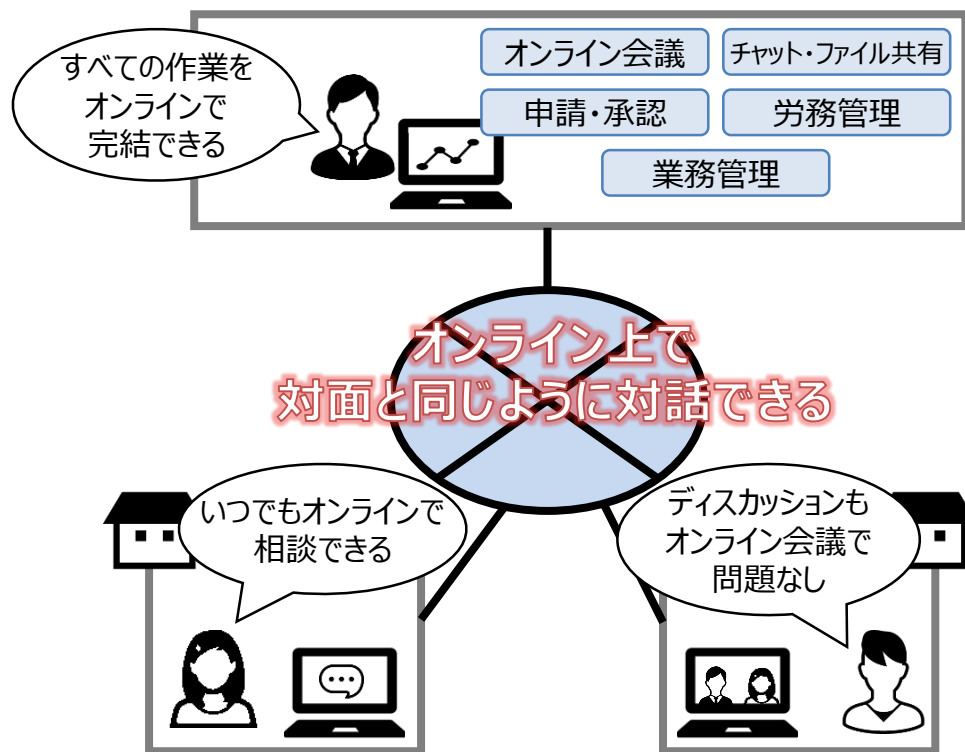 すべての作業を
オンラインで
完結できる
オンライン会議
チャット・ファイル共有
申請・承認
労務管理
業務管理
オンライン上で
対面と同じように対話できる
いつでもオンラインで
相談できる
ディスカッションも
オンライン会議で
問題なし